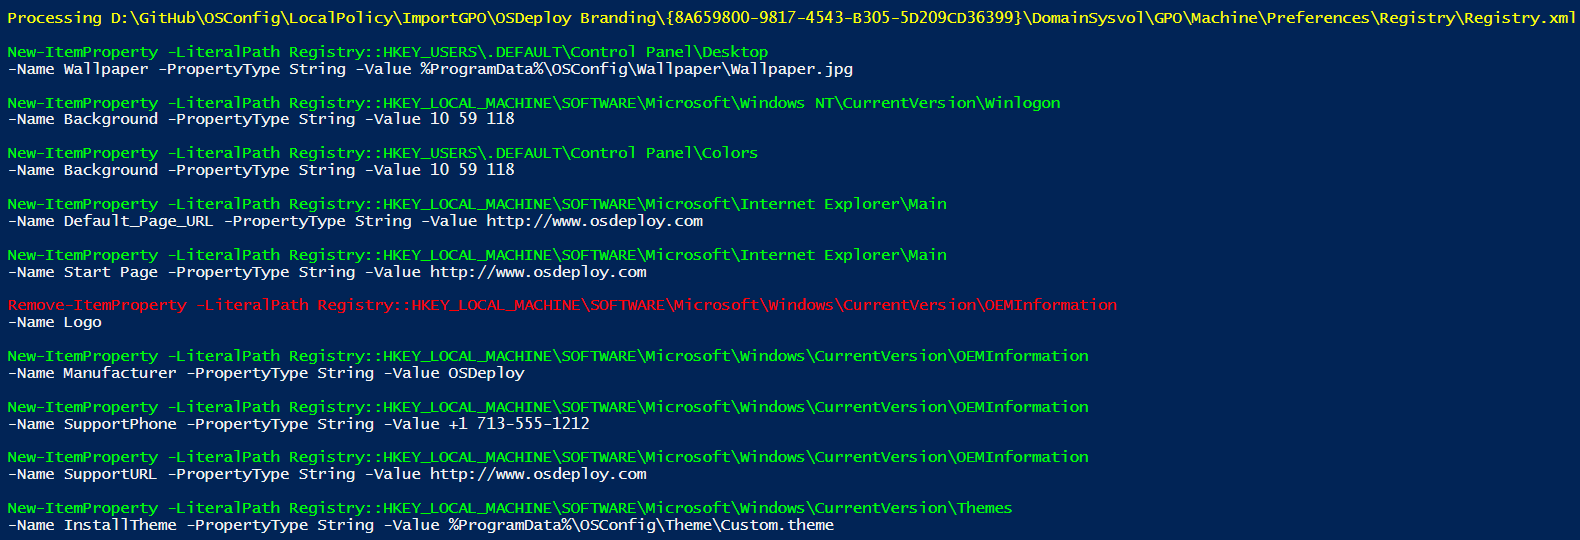 Processing D:\GitHub\OSConfig\LocalPolicy\ImportGPO\OSDeploy Branding\{8A659800-9817-4543-B305-5D209CD36399}\DomainSysvol\GPO\Machine\Preferences\Registry\Registry.xml
New-ItemProperty -LiteralPath Registry::HKEY_USERS\.DEFAULT\Control Panel\Desktop
-Name Wallpaper -PropertyType String -Value %ProgramData%\OSConfig\Wallpaper\Wallpaper.jpg
New-ItemProperty -LiteralPath Registry::HKEY_LOCAL_MACHINE\SOFTWARE\Microsoft\Windows NT\CurrentVersion\Winlogon
-Name Background -PropertyType String -Value 10 59 118
New-ItemProperty -LiteralPath Registry::HKEY_USERS\.DEFAULT\Control Panel\Colors
-Name Background -PropertyType String -Value 10 59 118
New-ItemProperty -LiteralPath Registry::HKEY_LOCAL_MACHINE\SOFTWARE\Microsoft\Internet Explorer\Main
-Name Default_Page_URL -PropertyType String -Value http://www.osdeploy.com
New-ItemProperty -LiteralPath Registry::HKEY_LOCAL_MACHINE\SOFTWARE\Microsoft\Internet Explorer\Main
-Name Start Page -PropertyType String -Value http://www.osdeploy.com
Remove-ItemProperty -LiteralPath Registry::HKEY_LOCAL_MACHINE\SOFTWARE\Microsoft\Windows\CurrentVersion\OEMInformation
-Name Logo
New-ItemProperty -LiteralPath Registry::HKEY_LOCAL_MACHINE\SOFTWARE\Microsoft\Windows\CurrentVersion\OEMInformation
-Name Manufacturer -PropertyType String -Value OSDeploy
New-ItemProperty -LiteralPath Registry::HKEY_LOCAL_MACHINE\SOFTWARE\Microsoft\Windows\CurrentVersion\OEMInformation
-Name SupportPhone -PropertyType String -Value +1 713-555-1212
New-ItemProperty -LiteralPath Registry::HKEY_LOCAL_MACHINE\SOFTWARE\Microsoft\Windows\CurrentVersion\OEMInformation
-Name SupportURL -PropertyType String -Value http://www.osdeploy.com
New-ItemProperty -LiteralPath Registry::HKEY_LOCAL_MACHINE\SOFTWARE\Microsoft\Windows\CurrentVersion\Themes
-Name InstallTheme -PropertyType String -Value %ProgramData%\OSConfig\Theme\Custom.theme